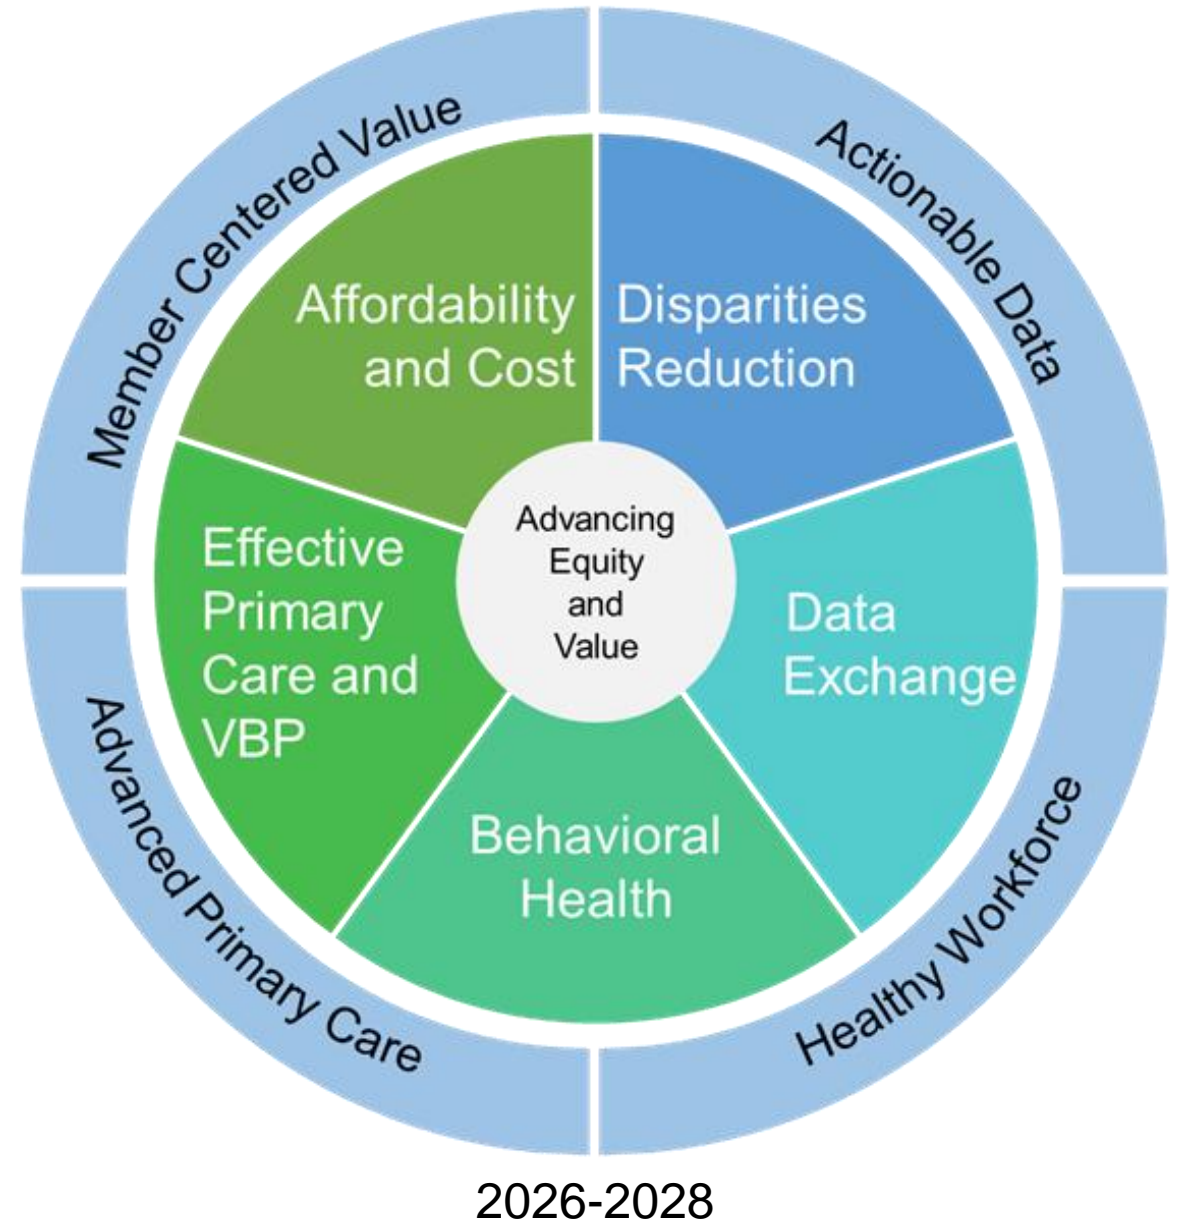 Member Centered Value
Actionable Data
Affordability
and Cost
Disparities
Reduction
Advancing
Equity
and
Value
Effective
Primary
Care and
VBP
Data
Exchange
Behavioral
Health
Advanced Primary Care
Healthy Workforce
2026-2028